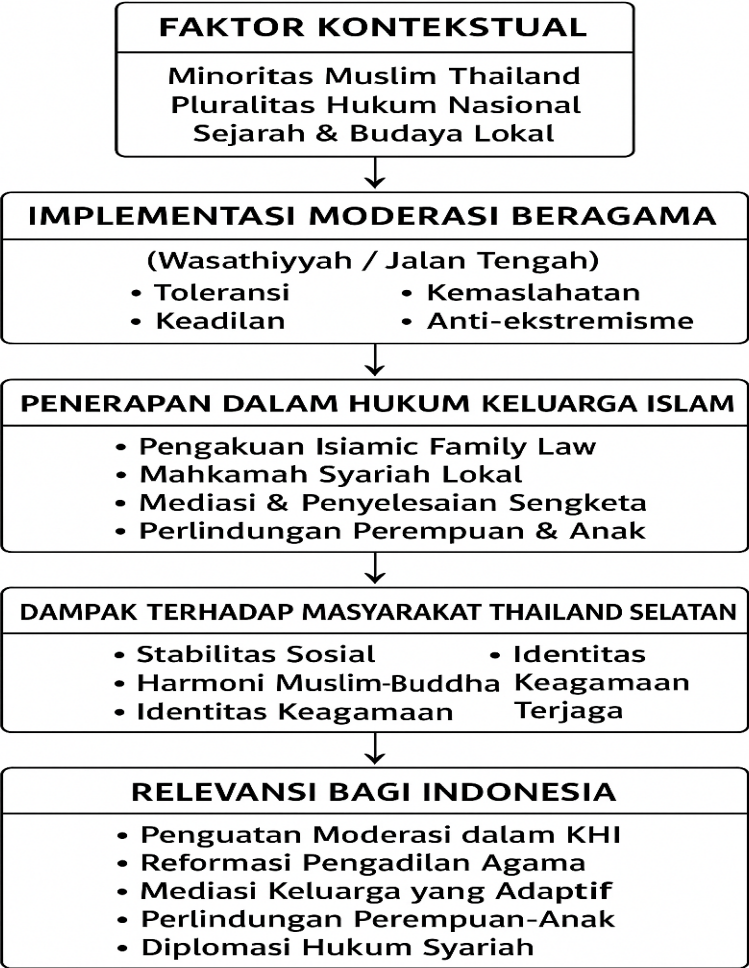 FAKTOR KONTEKSTUAL
Minoritas Muslim Thailand
Pluralitas Hukum Nasional
Sejarah & Budaya Lokal
IMPLEMENTASI MODERASI BERAGAMA
(Wasathiyyah / Jalan Tengah)
• Toleransi
• Keadilan
• Kemaslahatan
• Anti-ekstremisme
PENERAPAN DALAM HUKUM KELUARGA ISLAM
• Pengakuan Isiamic Family Law
• Mahkamah Syariah Lokal
• Mediasi & Penyelesaian Sengketa
• Perlindungan Perempuan & Anak
DAMPAK TERHADAP MASYARAKAT THAILAND SELATAN
• Stabilitas Sosial
• Harmoni Muslim-Buddha
• Identitas Keagamaan
• Identitas
Keagamaan
Terjaga
RELEVANSI BAGI INDONESIA
• Penguatan Moderasi dalam KHI
• Reformasi Pengadilan Agama
• Mediasi Keluarga yang Adaptif
• Perlindungan Perempuan-Anak
• Diplomasi Hukum Syariah